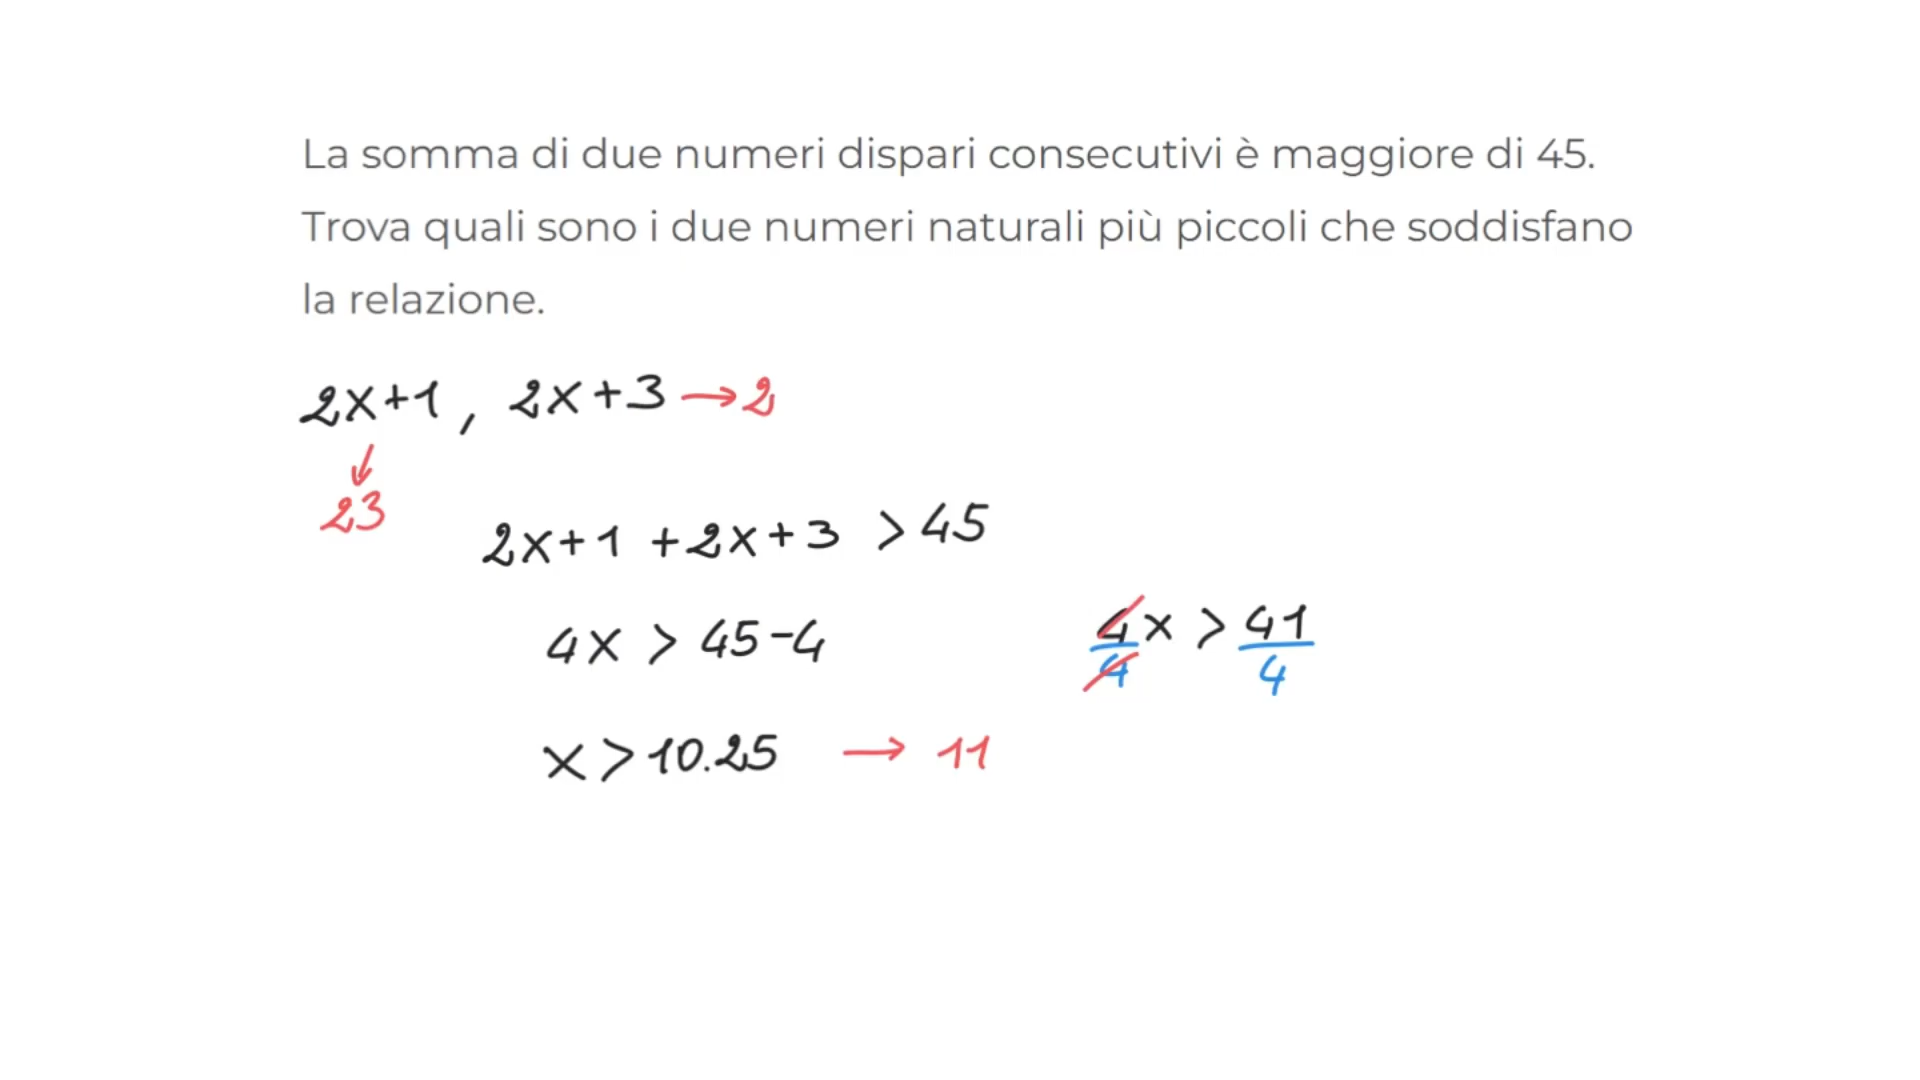 La somma di due numeri dispari consecutivi è maggiore di 45.
Trova quali sono i due numeri naturali più piccoli che soddisfano
la relazione.
2x+1, 2x+3 → 2
↓
23
2x+1 +2x+3 > 45
4x > 45-4
4x/4 > 41/4
x > 10.25 → 11